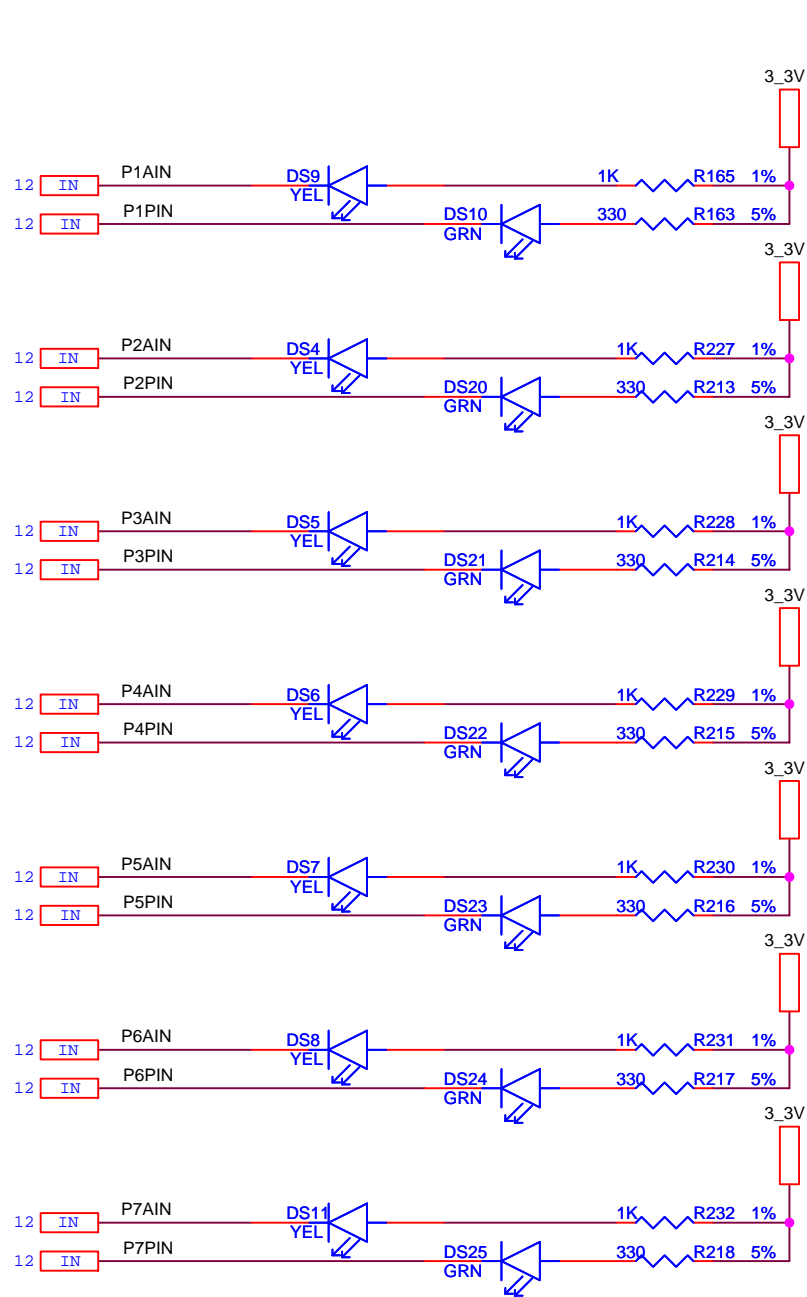 3_3V
12 IN P1AIN DS9 YEL 1K R165 1%
12 IN P1PIN DS10 GRN 330 R163 5%
3_3V
12 IN P2AIN DS4 YEL 1K R227 1%
12 IN P2PIN DS20 GRN 330 R213 5%
3_3V
12 IN P3AIN DS5 YEL 1K R228 1%
12 IN P3PIN DS21 GRN 330 R214 5%
3_3V
12 IN P4AIN DS6 YEL 1K R229 1%
12 IN P4PIN DS22 GRN 330 R215 5%
3_3V
12 IN P5AIN DS7 YEL 1K R230 1%
12 IN P5PIN DS23 GRN 330 R216 5%
3_3V
12 IN P6AIN DS8 YEL 1K R231 1%
12 IN P6PIN DS24 GRN 330 R217 5%
3_3V
12 IN P7AIN DS11 YEL 1K R232 1%
12 IN P7PIN DS25 GRN 330 R218 5%